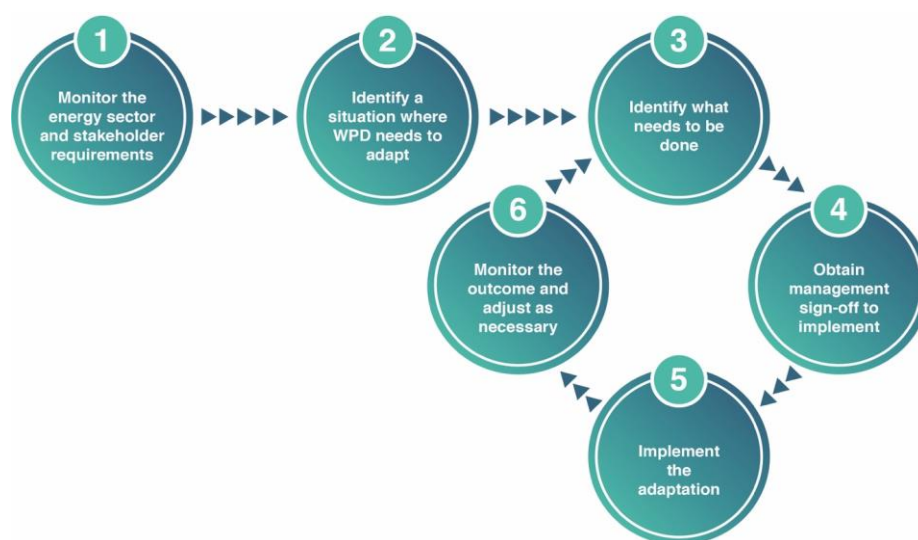 1
Monitor the
energy sector
and stakeholder
requirements
2
Identify a
situation where
WPD needs to
adapt
3
Identify what
needs to be
done
4
Obtain
management
sign-off to
implement
5
Implement
the
adaptation
6
Monitor the
outcome and
adjust as
necessary